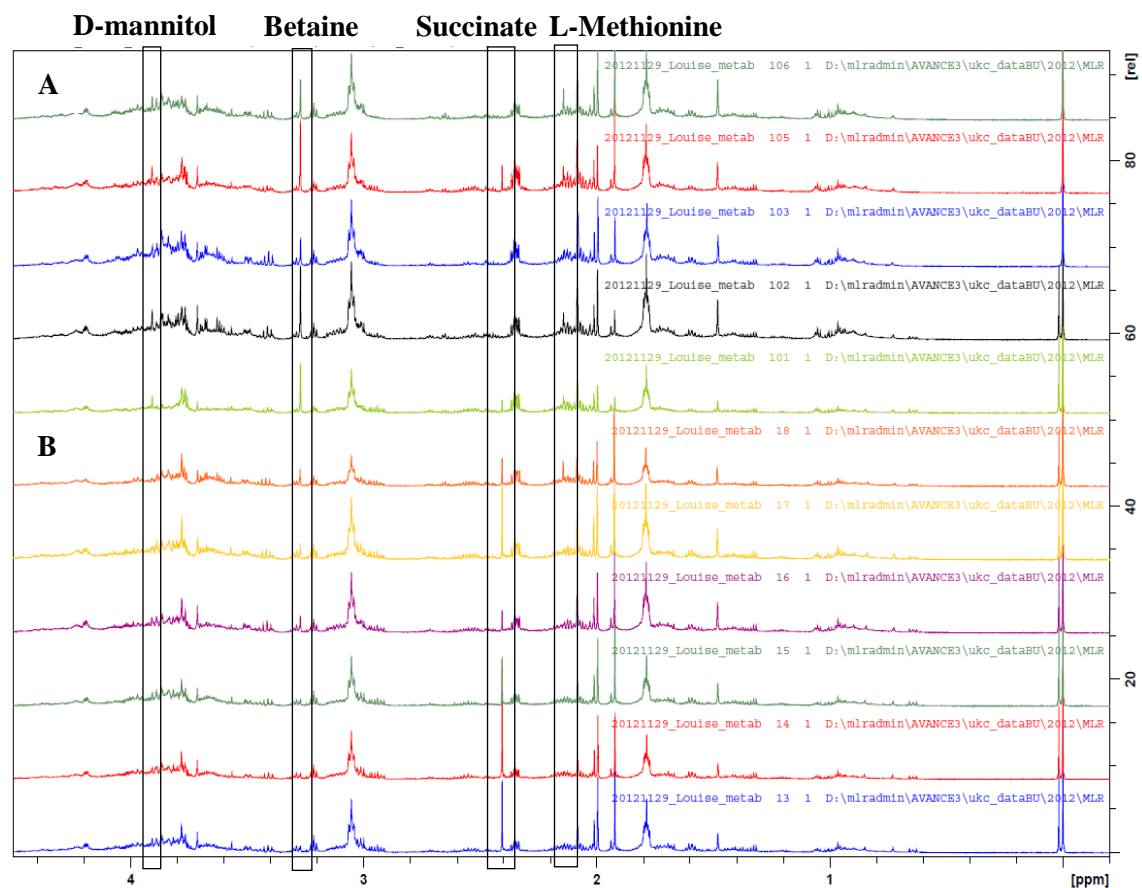 D-mannitol Betaine Succinate L-Methionine
A
20121129_Louise_metab 106 1 D:\mlradmin\AVANCE3\ukc_dataBU\2012\MLR
[rel]
20121129_Louise_metab 105 1 D:\mlradmin\AVANCE3\ukc_dataBU\2012\MLR
80
20121129_Louise_metab 103 1 D:\mlradmin\AVANCE3\ukc_dataBU\2012\MLR
20121129_Louise_metab 102 1 D:\mlradmin\AVANCE3\ukc_dataBU\2012\MLR
60
20121129_Louise_metab 101 1 D:\mlradmin\AVANCE3\ukc_dataBU\2012\MLR
B
20121129_Louise_metab 18 1 D:\mlradmin\AVANCE3\ukc_dataBU\2012\MLR
20121129_Louise_metab 17 1 D:\mlradmin\AVANCE3\ukc_dataBU\2012\MLR
40
20121129_Louise_metab 16 1 D:\mlradmin\AVANCE3\ukc_dataBU\2012\MLR
20121129_Louise_metab 15 1 D:\mlradmin\AVANCE3\ukc_dataBU\2012\MLR
20
20121129_Louise_metab 14 1 D:\mlradmin\AVANCE3\ukc_dataBU\2012\MLR
20121129_Louise_metab 13 1 D:\mlradmin\AVANCE3\ukc_dataBU\2012\MLR
4 3 2 1 [ppm]